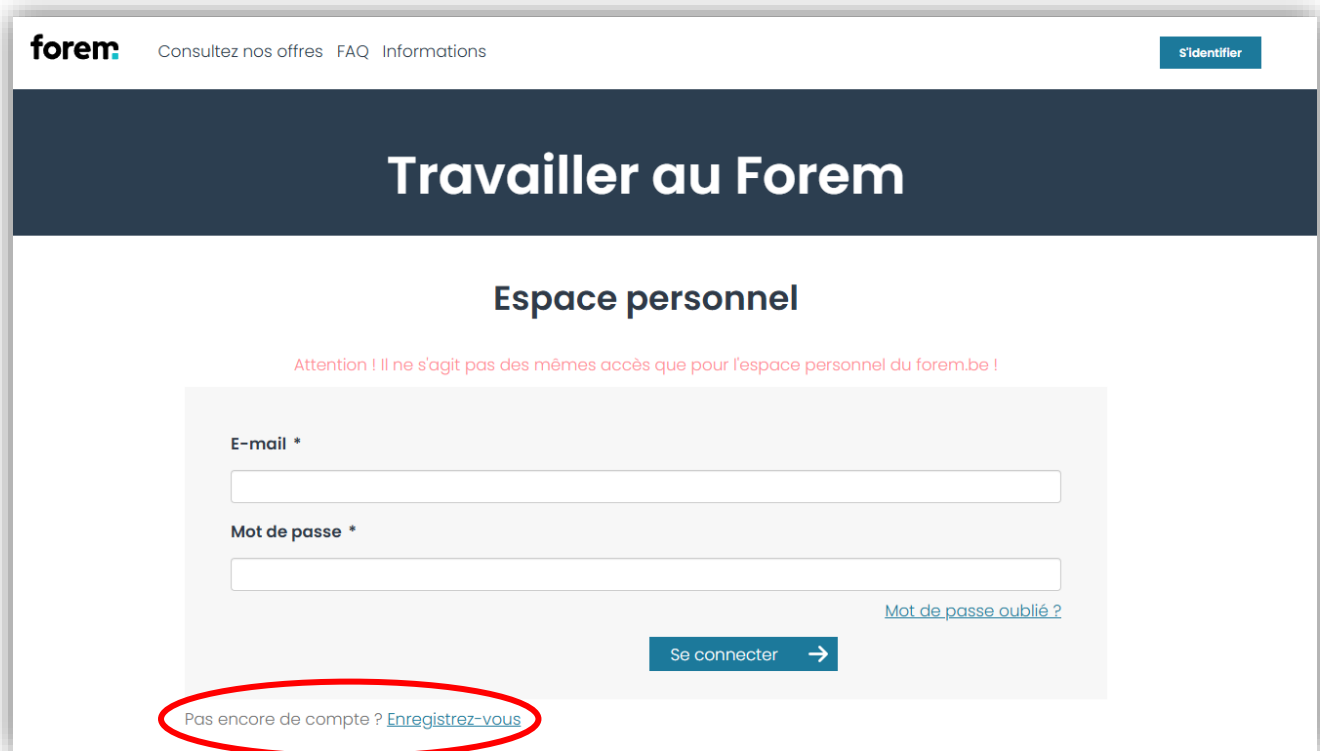 forem
Consultez nos offres FAQ Informations
S'identifier
Travailler au Forem
Espace personnel
Attention ! Il ne s'agit pas des mêmes accès que pour l'espace personnel du forem.be !
E-mail *
Mot de passe *
Mot de passe oublié ?
Se connecter
Pas encore de compte ? Enregistrez-vous